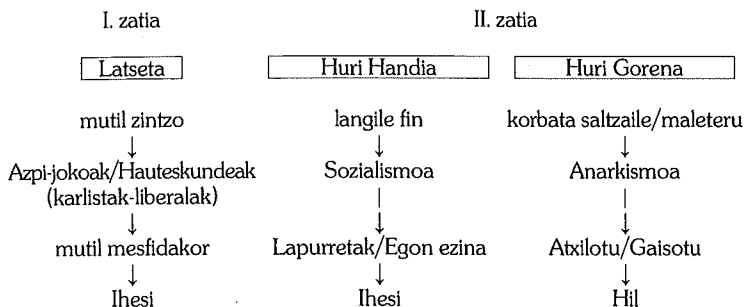 I. zatia
II. zatia
Latseta
Huri Handia
Huri Gorena
mutil zintzo
langile fin
korbata saltzaile/maleteru
Azpi-jokoak/Hauteskundeak
(karlistak-liberalak)
Sozialismoa
Anarkismoa
mutil mesfidakor
Lapurretak/Egon ezina
Atxilotu/Gaisotu
Ihesi
Ihesi
Hil